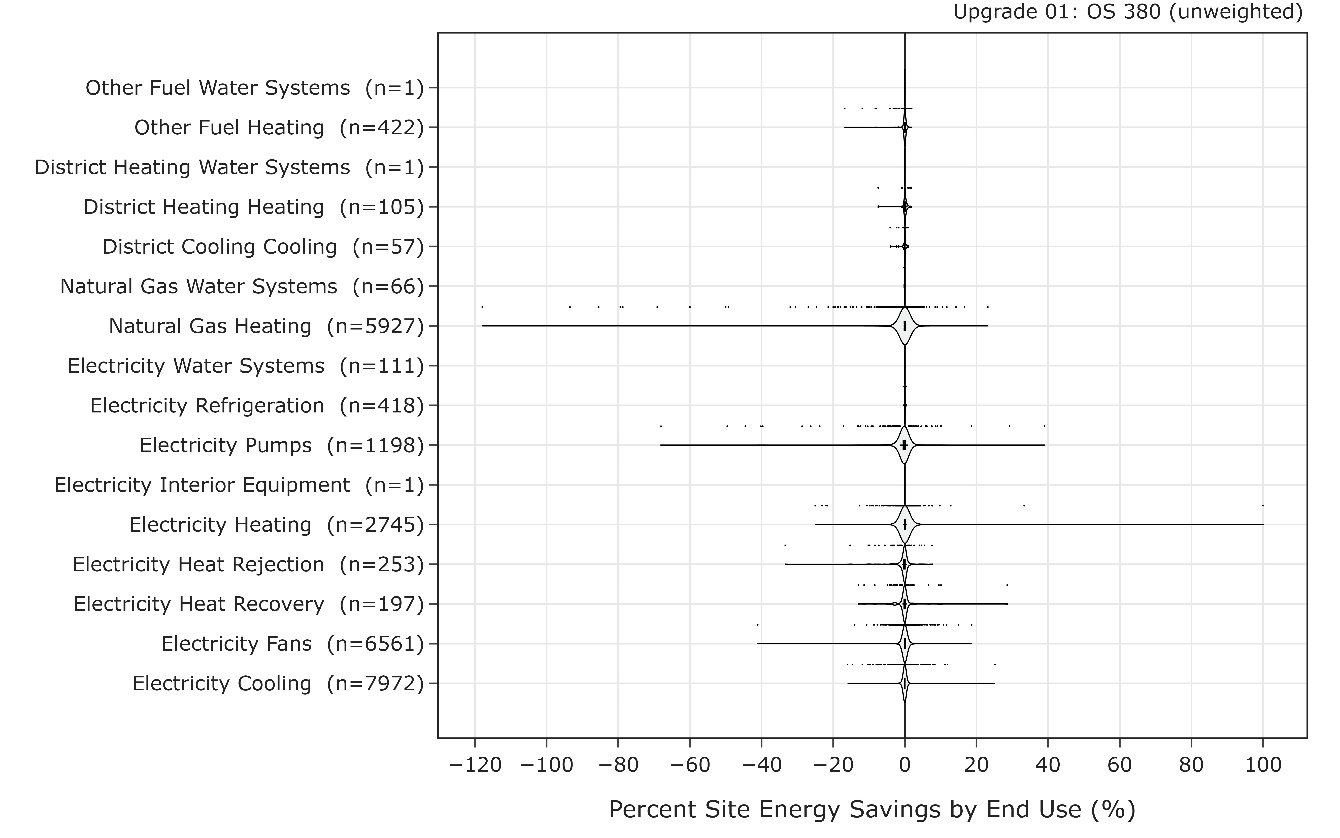 Upgrade 01: OS 380 (unweighted)
Other Fuel Water Systems (n=1)
Other Fuel Heating (n=422)
District Heating Water Systems (n=1)
District Heating Heating (n=105)
District Cooling Cooling (n=57)
Natural Gas Water Systems (n=66)
Natural Gas Heating (n=5927)
Electricity Water Systems (n=111)
Electricity Refrigeration (n=418)
Electricity Pumps (n=1198)
Electricity Interior Equipment (n=1)
Electricity Heating (n=2745)
Electricity Heat Rejection (n=253)
Electricity Heat Recovery (n=197)
Electricity Fans (n=6561)
Electricity Cooling (n=7972)
−120 −100 −80 −60 −40 −20 0 20 40 60 80 100
Percent Site Energy Savings by End Use (%)